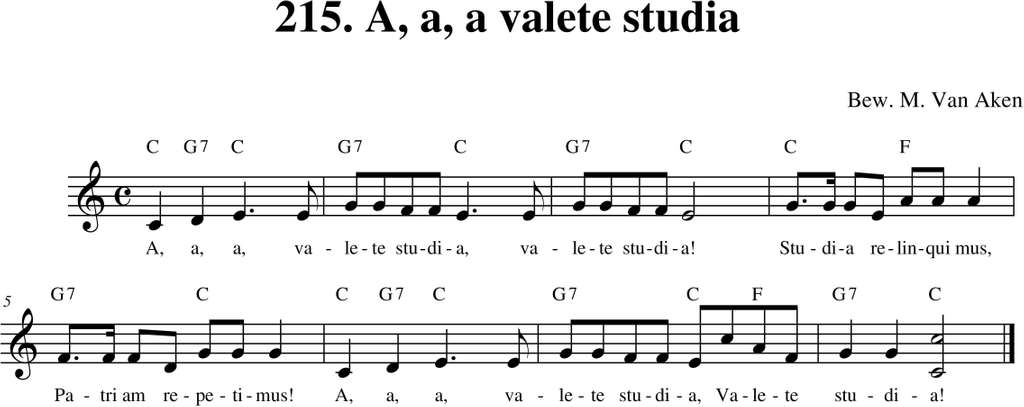 215. A, a, a valete studia
Bew. M. Van Aken
C G7 C G7 C G7 C C F
A, a, a, va - le - te stu - di - a, va - le - te stu - di - a! Stu - di - a re - lin - qui mus,
5 G7 C C G7 C G7 C F G7 C
Pa - tri am re - pe - ti - mus! A, a, a, va - le - te stu - di - a, Va - le - te stu - di - a!